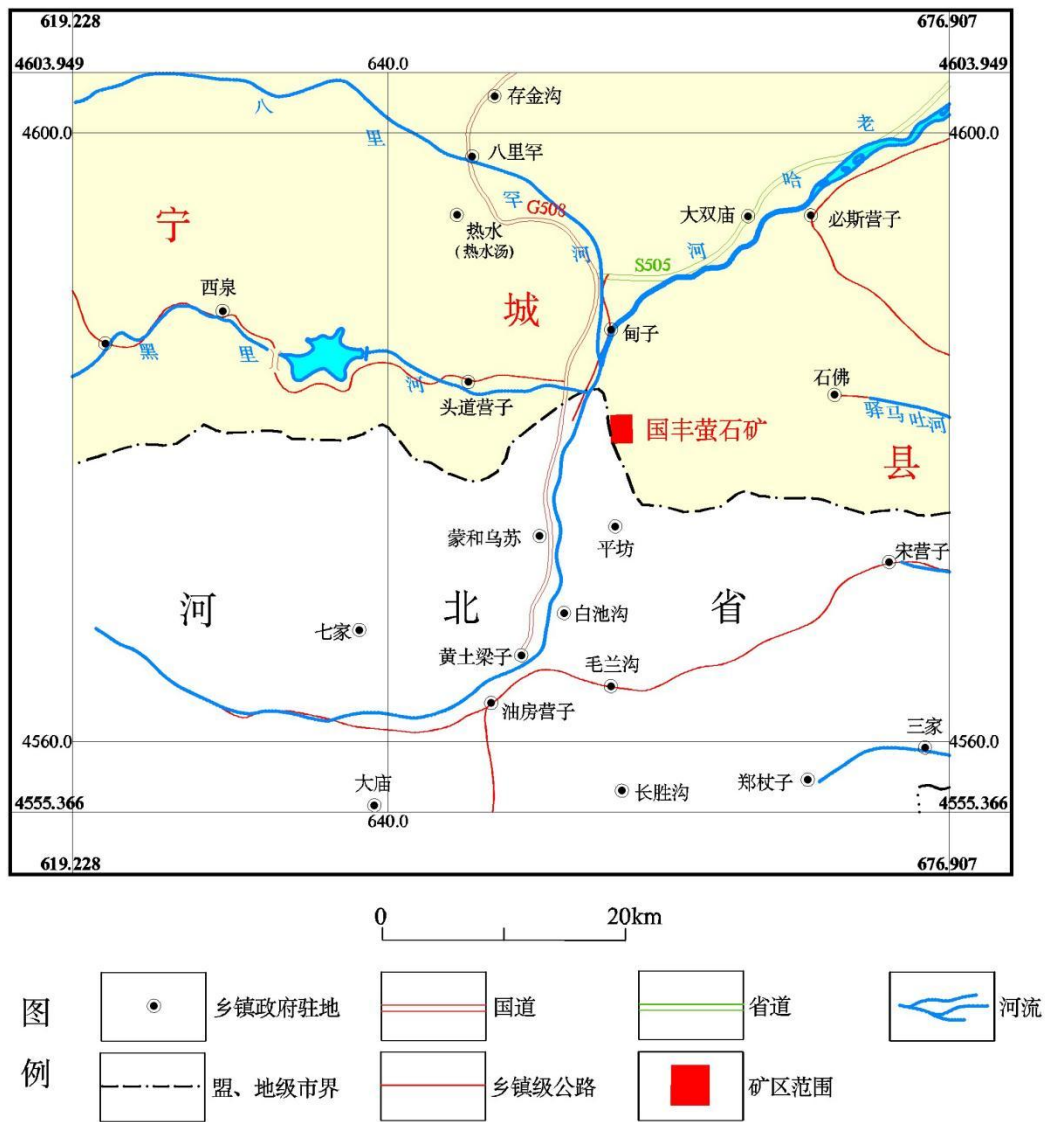 619.228
676.907
4603.949
640.0
4603.949
存金沟
八里罕河
老哈河
4600.0
4600.0
八里罕
G508
大双庙
必斯营子
热水
(热水汤)
宁城县
S505
西泉
甸子
黑里河
头道营子
石佛
驿马吐河
国丰萤石矿
蒙和乌苏
平坊
宋营子
河北省
白池沟
七家
黄土梁子
毛兰沟
油房营子
4560.0
三家
4560.0
大庙
郑杖子
长胜沟
4555.366
640.0
4555.366
619.228
676.907
0
20km
图例
乡镇政府驻地
国道
省道
河流
盟、地级市界
乡镇级公路
矿区范围